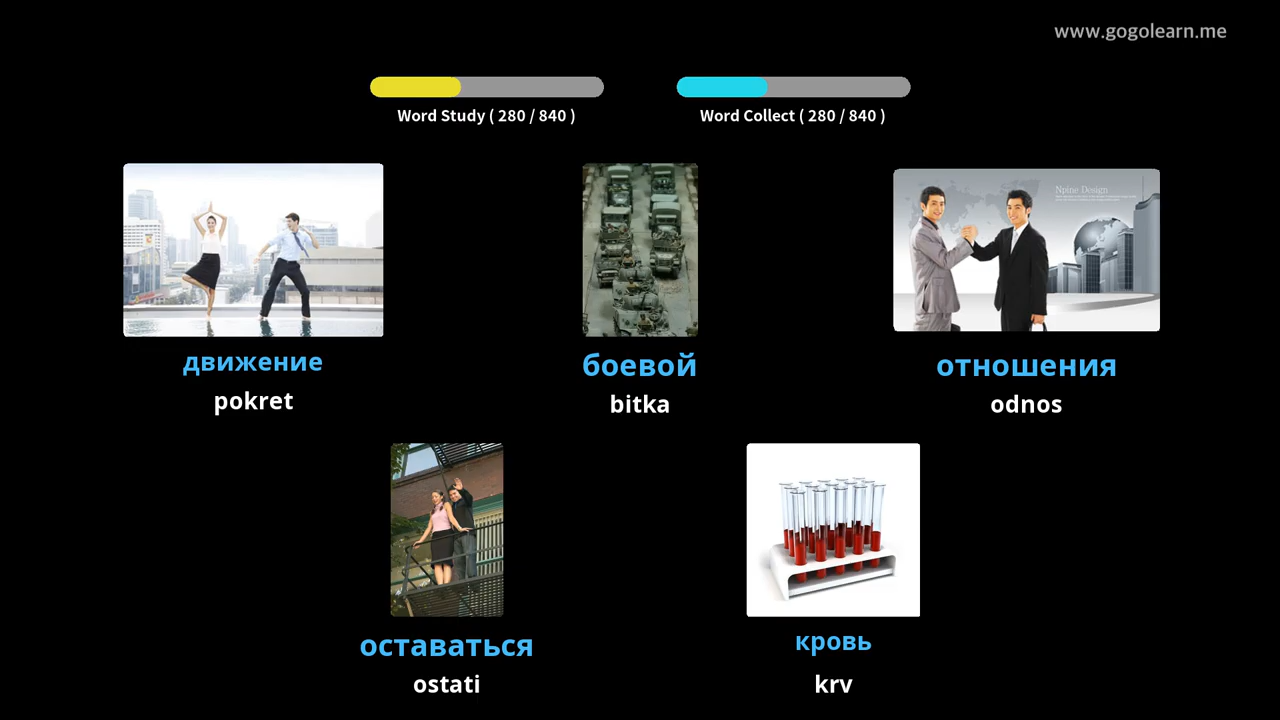 www.gogolearn.me
Word Study ( 280 / 840 )
Word Collect ( 280 / 840 )
Npine Design
движение
боевой
отношения
pokret
bitka
odnos
оставаться
кровь
ostati
krv